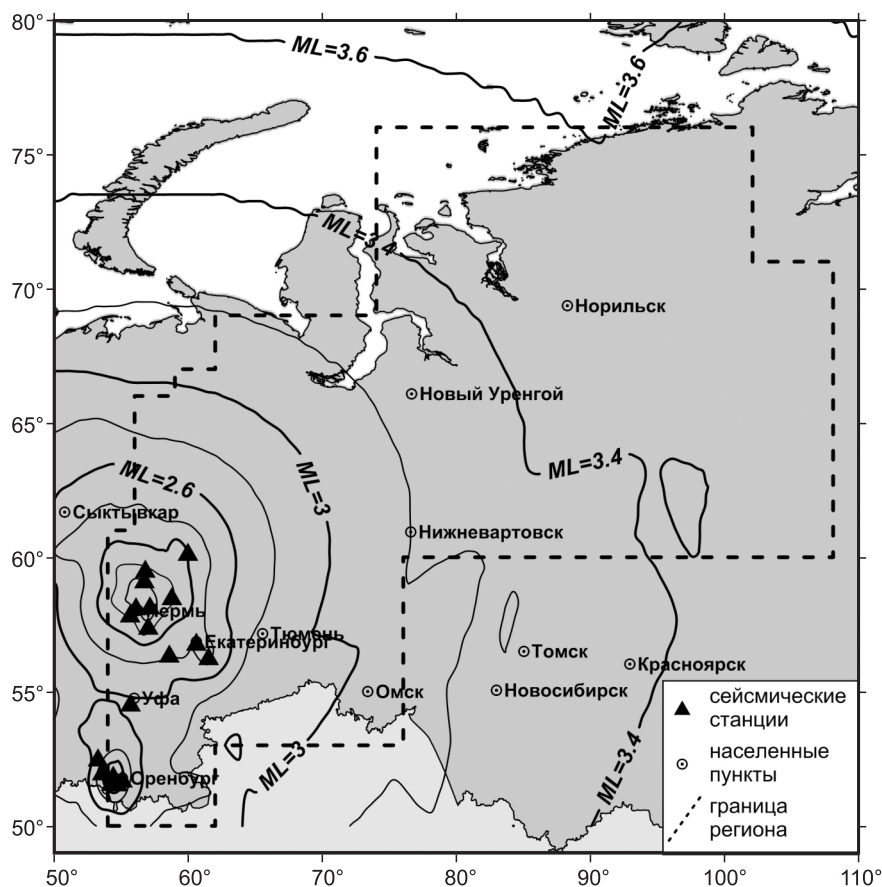 80°
ML=3.6
ML=3.6
75°
ML=3.4
70°
Норильск
Новый Уренгой
65°
ML=3.4
ML=3
ML=2.6
Сыктывкар
Нижневартовск
60°
Пермь
Тюмень
Екатеринбург
Томск
Красноярск
55°
Уфа
Омск
Новосибирск
сейсмические
станции
ML=3
ML=3.4
Оренбург
населенные
пункты
граница
региона
50°
50°
60°
70°
80°
90°
100°
110°